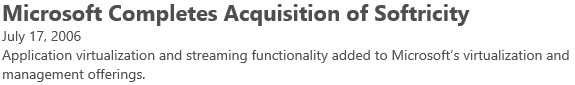 Microsoft Completes Acquisition of Softricity
July 17, 2006
Application virtualization and streaming functionality added to Microsoft’s virtualization and
management offerings.